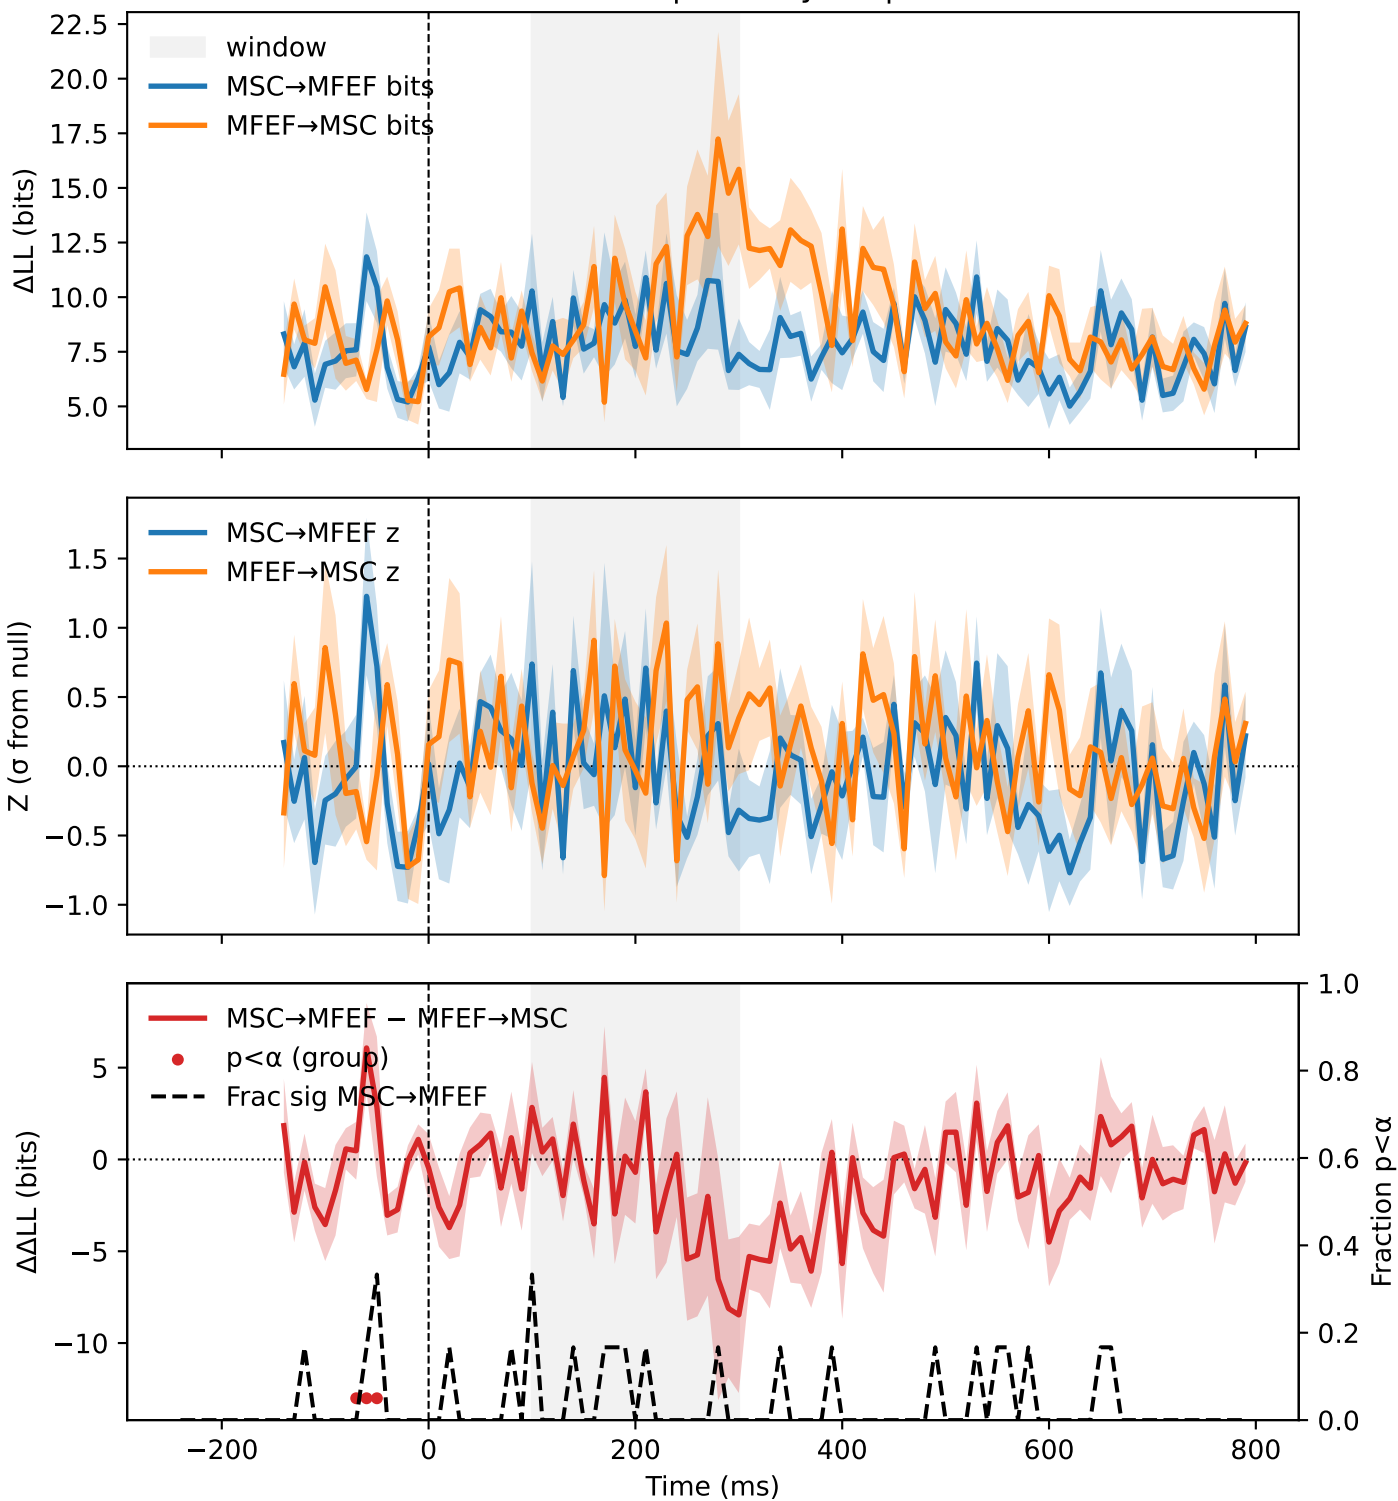 22.5
20.0
17.5
15.0
12.5
10.0
7.5
5.0
ΔLL (bits)
window
MSC→MFEF bits
MFEF→MSC bits
1.5
1.0
0.5
0.0
−0.5
−1.0
Z (σ from null)
MSC→MFEF z
MFEF→MSC z
5
0
−5
−10
ΔΔLL (bits)
MSC→MFEF − MFEF→MSC
p<α (group)
Frac sig MSC→MFEF
1.0
0.8
0.6
0.4
0.2
0.0
Fraction p<α
−200 0 200 400 600 800
Time (ms)